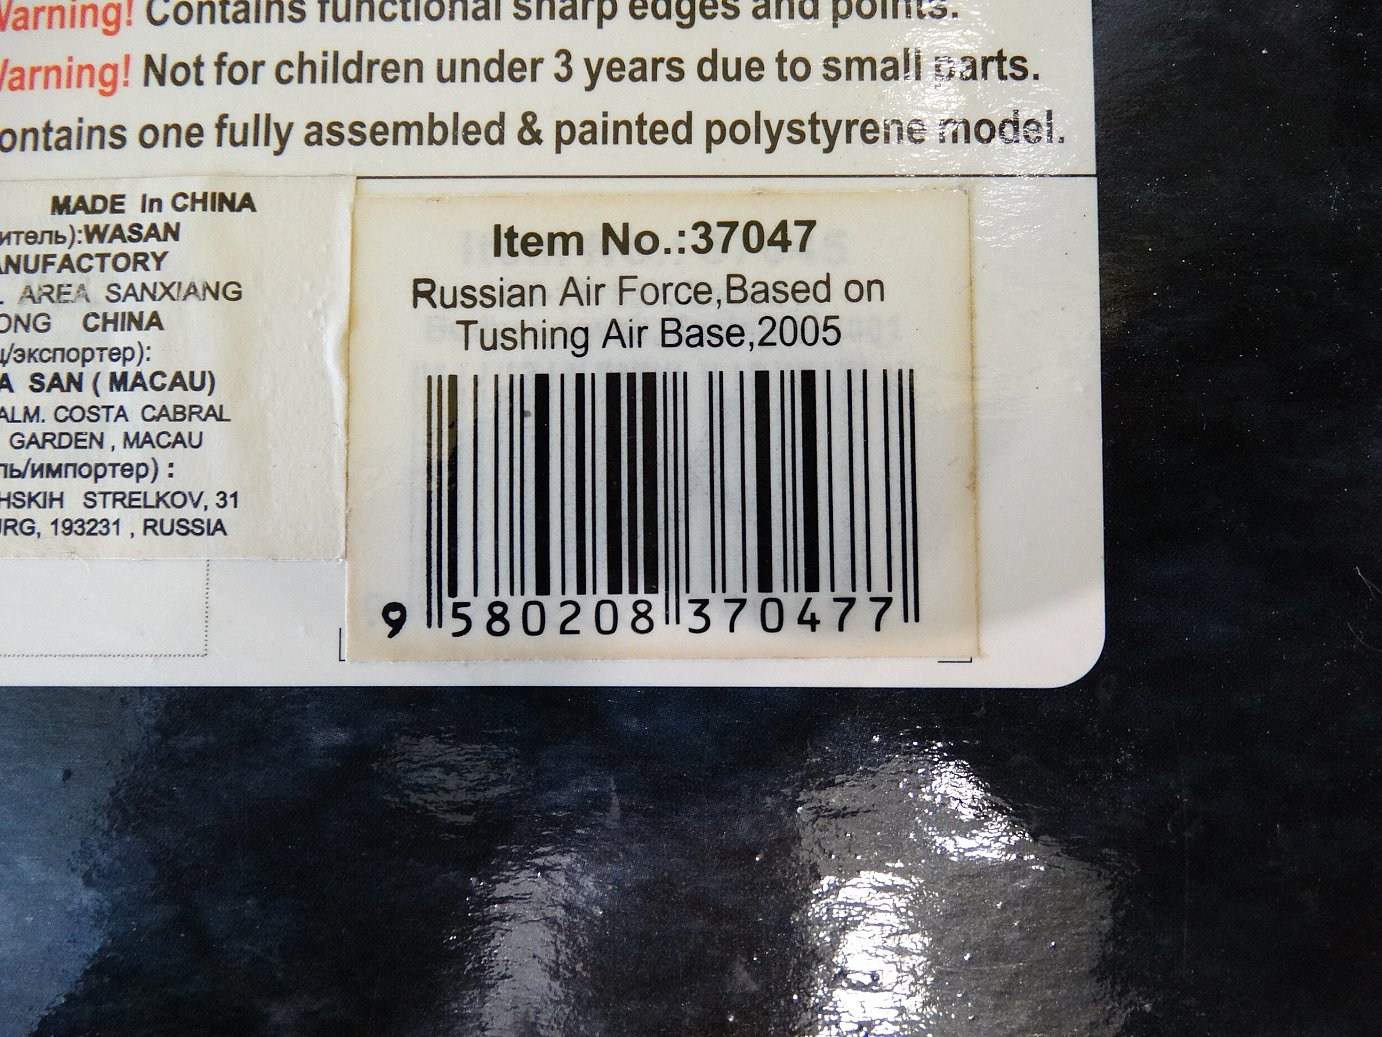 Warning! Contains functional sharp edges and points.
Warning! Not for children under 3 years due to small parts.
ontains one fully assembled & painted polystyrene model.
MADE In CHINA
итель):WASAN
ANUFACTORY
L AREA SANXIANG
ONG CHINA
ц/экспортер):
A SAN ( MACAU)
ALM. COSTA CABRAL
GARDEN , MACAU
ль/импортер) :
HSKIH STRELKOV, 31
URG, 193231 , RUSSIA
Item No.:37047
Russian Air Force,Based on
Tushing Air Base,2005
9 580208 370477